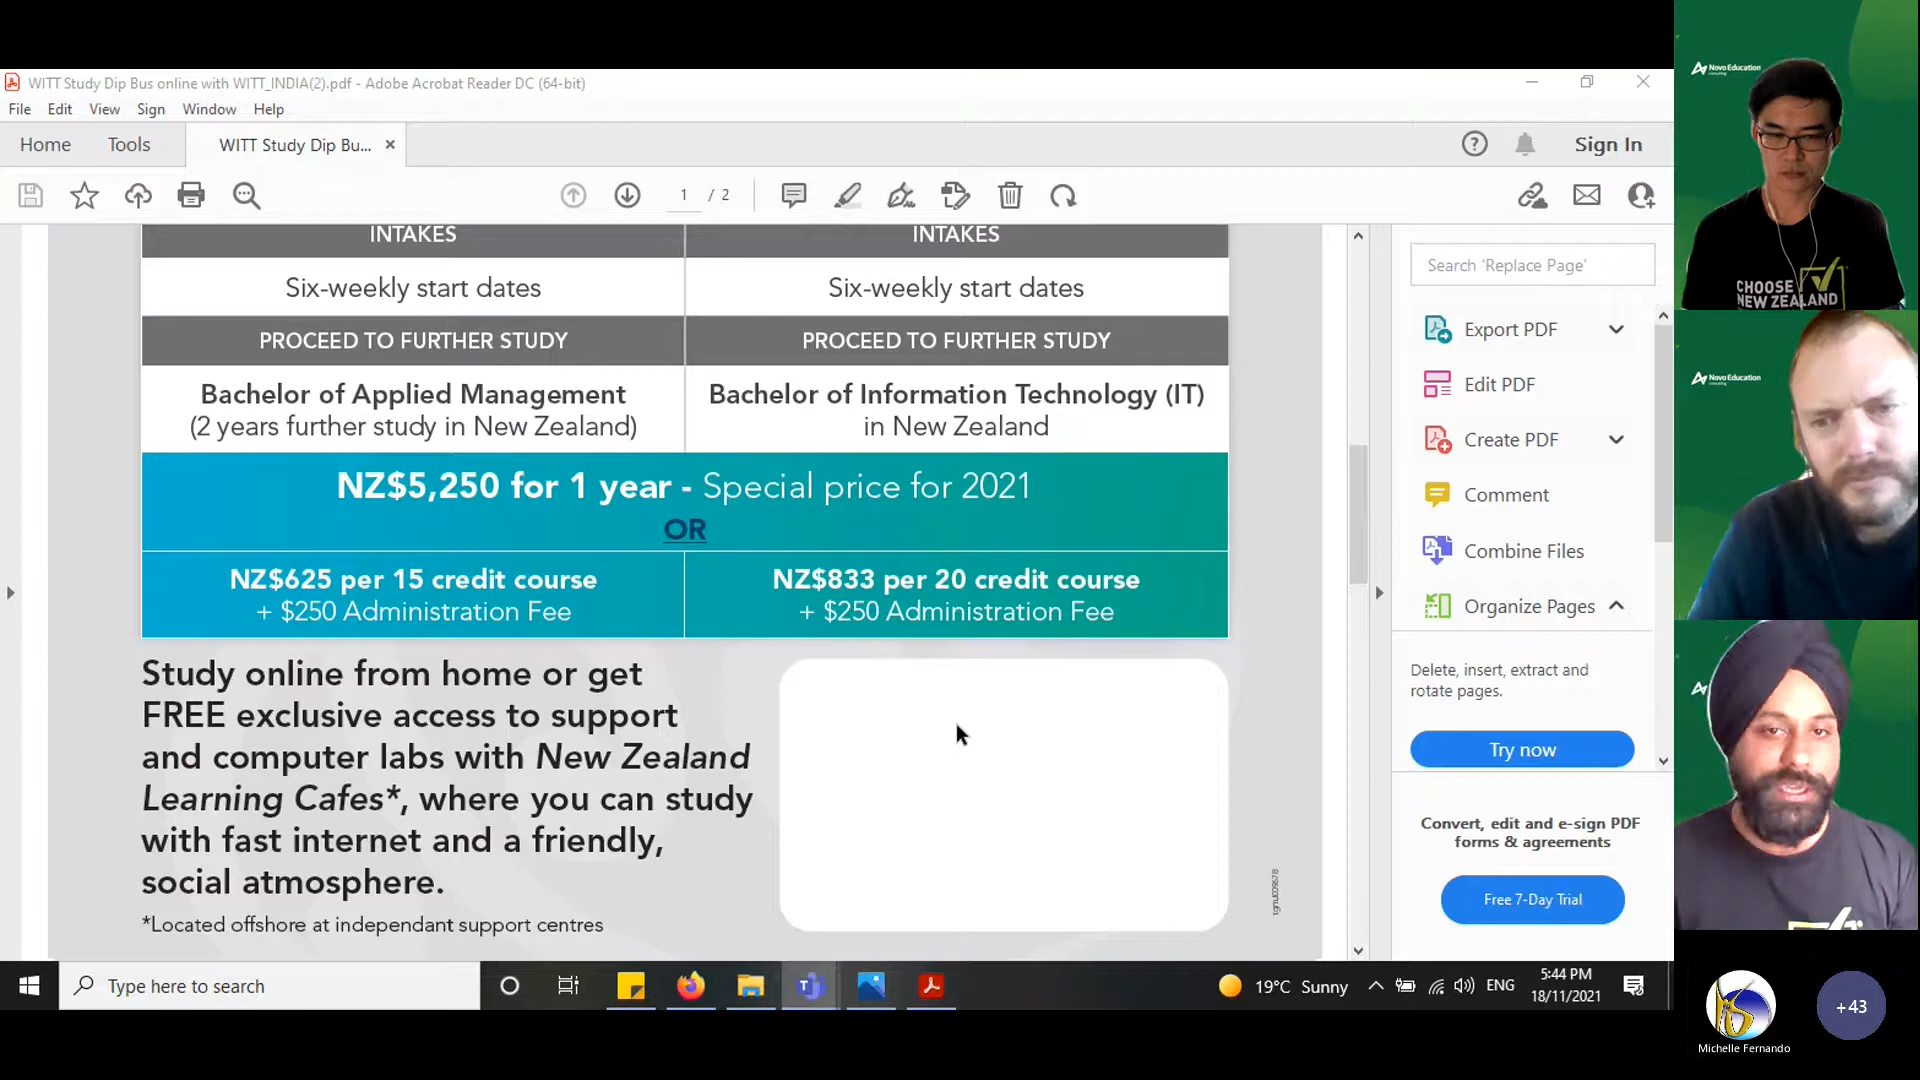 WITT Study Dip Bus online with WITT_INDIA(2).pdf - Adobe Acrobat Reader DC (64-bit)
File Edit View Sign Window Help
Home Tools WITT Study Dip Bu... Sign In
1 / 2
INTAKES INTAKES
Six-weekly start dates Six-weekly start dates
PROCEED TO FURTHER STUDY PROCEED TO FURTHER STUDY
Bachelor of Applied Management Bachelor of Information Technology (IT)
(2 years further study in New Zealand) in New Zealand
NZ$5,250 for 1 year - Special price for 2021
OR
NZ$625 per 15 credit course NZ$833 per 20 credit course
+ $250 Administration Fee + $250 Administration Fee
Study online from home or get
FREE exclusive access to support
and computer labs with New Zealand
Learning Cafes*, where you can study
with fast internet and a friendly,
social atmosphere.
*Located offshore at independant support centres
Search 'Replace Page'
Export PDF
Edit PDF
Create PDF
Comment
Combine Files
Organize Pages
Delete, insert, extract and
rotate pages.
Try now
Convert, edit and e-sign PDF
forms & agreements
Free 7-Day Trial
Type here to search
19°C Sunny
ENG
5:44 PM
18/11/2021
Novo Education
consulting
CHOOSE
NEW ZEALAND
Novo Education
consulting
Michelle Fernando
+43